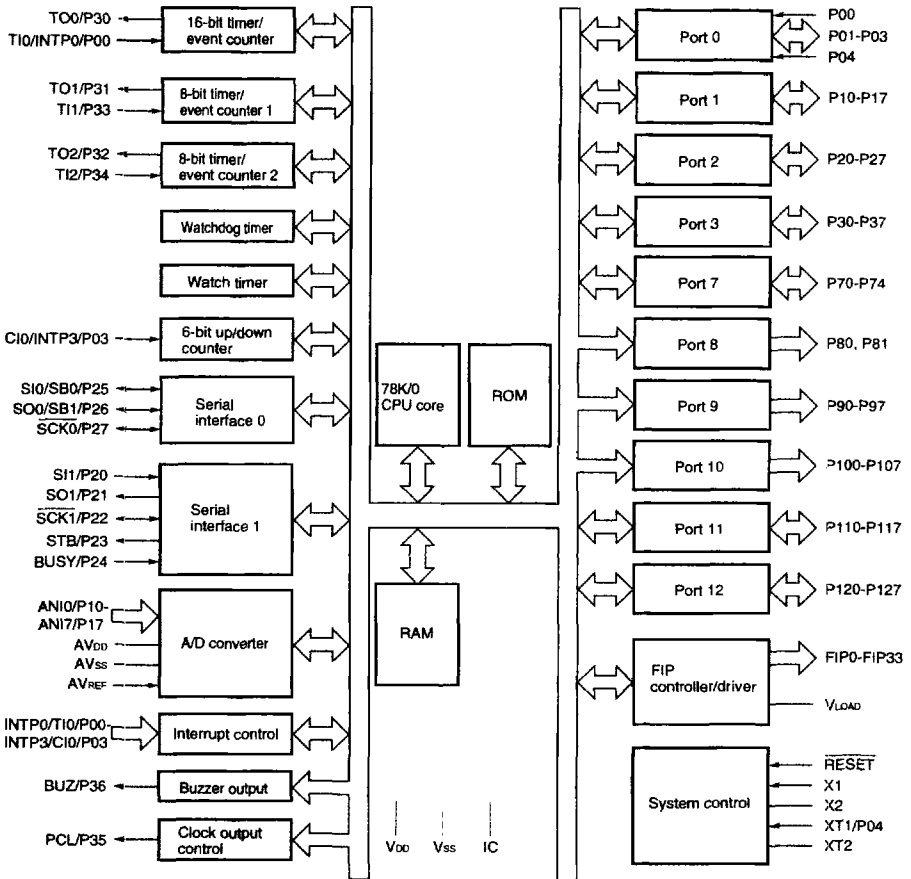 TO0/P30
TI0/INTP0/P00
16-bit timer/
event counter
TO1/P31
TI1/P33
8-bit timer/
event counter 1
TO2/P32
TI2/P34
8-bit timer/
event counter 2
Watchdog timer
Watch timer
CI0/INTP3/P03
6-bit up/down
counter
SI0/SB0/P25
SO0/SB1/P26
SCK0/P27
Serial
interface 0
SI1/P20
SO1/P21
SCK1/P22
STB/P23
BUSY/P24
Serial
interface 1
ANI0/P10-
ANI7/P17
AVDD
AVSS
AVREF
A/D converter
INTP0/TI0/P00-
INTP3/CI0/P03
Interrupt control
BUZ/P36
Buzzer output
PCL/P35
Clock output
control
78K/0
CPU core
ROM
RAM
VDD
VSS
IC
Port 0
P00
P01-P03
P04
Port 1
P10-P17
Port 2
P20-P27
Port 3
P30-P37
Port 7
P70-P74
Port 8
P80, P81
Port 9
P90-P97
Port 10
P100-P107
Port 11
P110-P117
Port 12
P120-P127
FIP
controller/driver
FIP0-FIP33
VLOAD
System control
RESET
X1
X2
XT1/P04
XT2